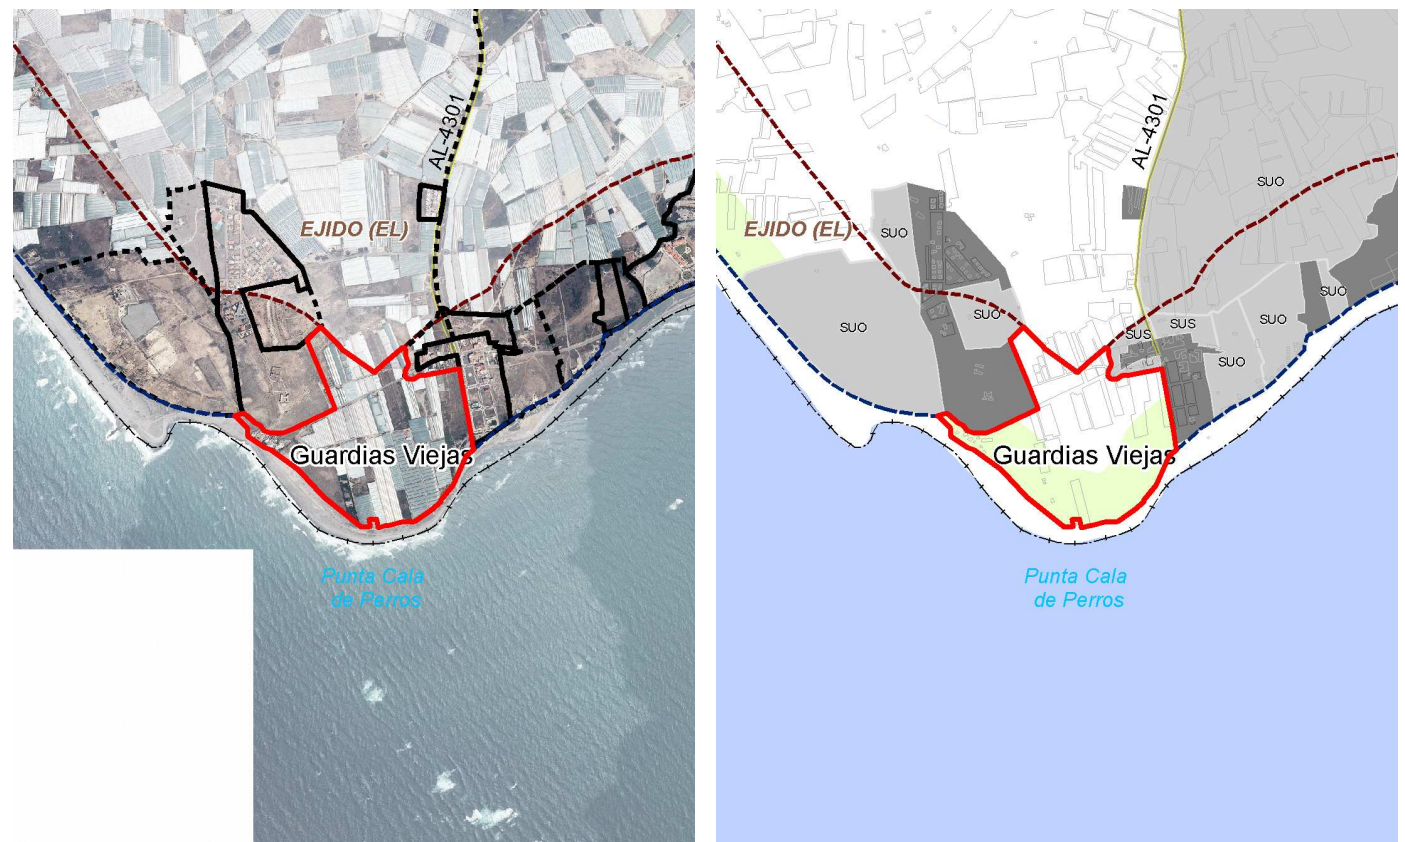 AL-4301
EJIDO (EL)
Guardias Viejas
Punta Cala
de Perros
AL-4301
SUO
EJIDO (EL)
SUO
SUO
SUO
SUO
SUS
SUS
SUO
SUO
Guardias Viejas
Punta Cala
de Perros